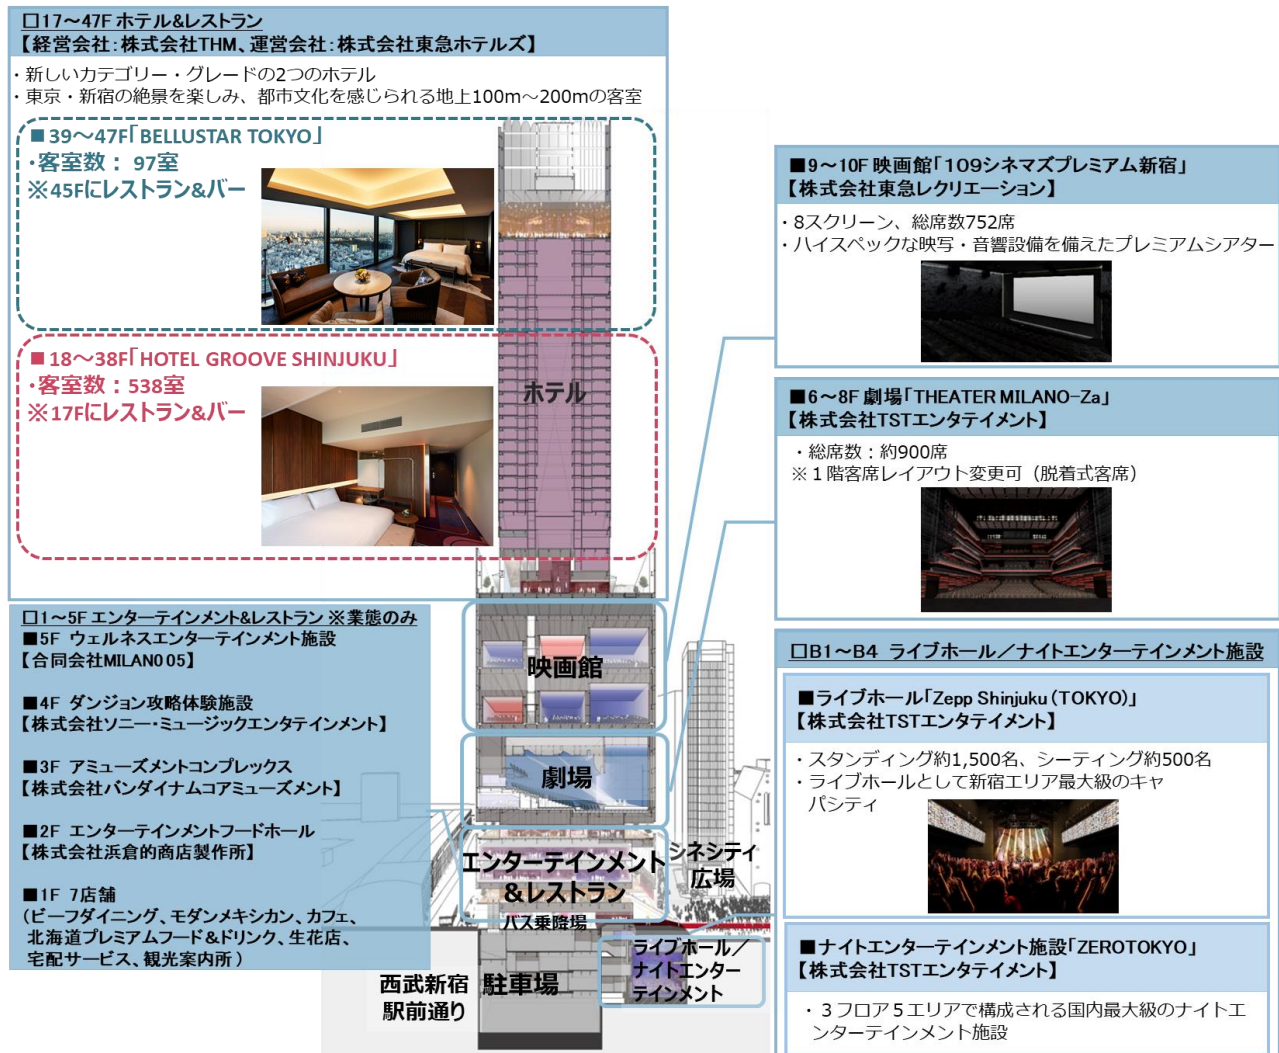 □17～47F ホテル&レストラン
【経営会社：株式会社THM、運営会社：株式会社東急ホテルズ】
・新しいカテゴリー・グレードの2つのホテル
・東京・新宿の絶景を楽しみ、都市文化を感じられる地上100m～200mの客室
■39～47F「BELLUSTAR TOKYO」
・客室数： 97室
※45Fにレストラン&バー
■18～38F「HOTEL GROOVE SHINJUKU」
・客室数：538室
※17Fにレストラン&バー
ホテル
□1～5F エンターテインメント&レストラン ※業態のみ
■5F ウェルネスエンターテインメント施設
【合同会社MILANO05】
■4F ダンジョン攻略体験施設
【株式会社ソニー・ミュージックエンタテインメント】
■3F アミューズメントコンプレックス
【株式会社バンダイナムコアミューズメント】
■2F エンターテインメントフードホール
【株式会社浜倉的商店製作所】
■1F 7店舗
（ビーフダイニング、モダンメキシカン、カフェ、
北海道プレミアムフード＆ドリンク、生花店、
宅配サービス、観光案内所）
映画館
劇場
エンターテインメント
&レストラン
シネシティ
広場
バス乗降場
西武新宿
駅前通り
駐車場
ライブホール／
ナイトエンター
テインメント
■9～10F 映画館「109シネマズプレミアム新宿」
【株式会社東急レクリエーション】
・8スクリーン、総席数752席
・ハイスペックな映写・音響設備を備えたプレミアムシアター
■6～8F 劇場「THEATER MILANO-Za」
【株式会社TSTエンタテイメント】
・総席数：約900席
※１階客席レイアウト変更可（脱着式客席）
□B1～B4 ライブホール／ナイトエンターテインメント施設
■ライブホール「Zepp Shinjuku（TOKYO）」
【株式会社TSTエンタテイメント】
・スタンディング約1,500名、シーティング約500名
・ライブホールとして新宿エリア最大級のキャ
パシティ
■ナイトエンターテインメント施設「ZEROTOKYO」
【株式会社TSTエンタテイメント】
・３フロア５エリアで構成される国内最大級のナイトエ
ンターテインメント施設